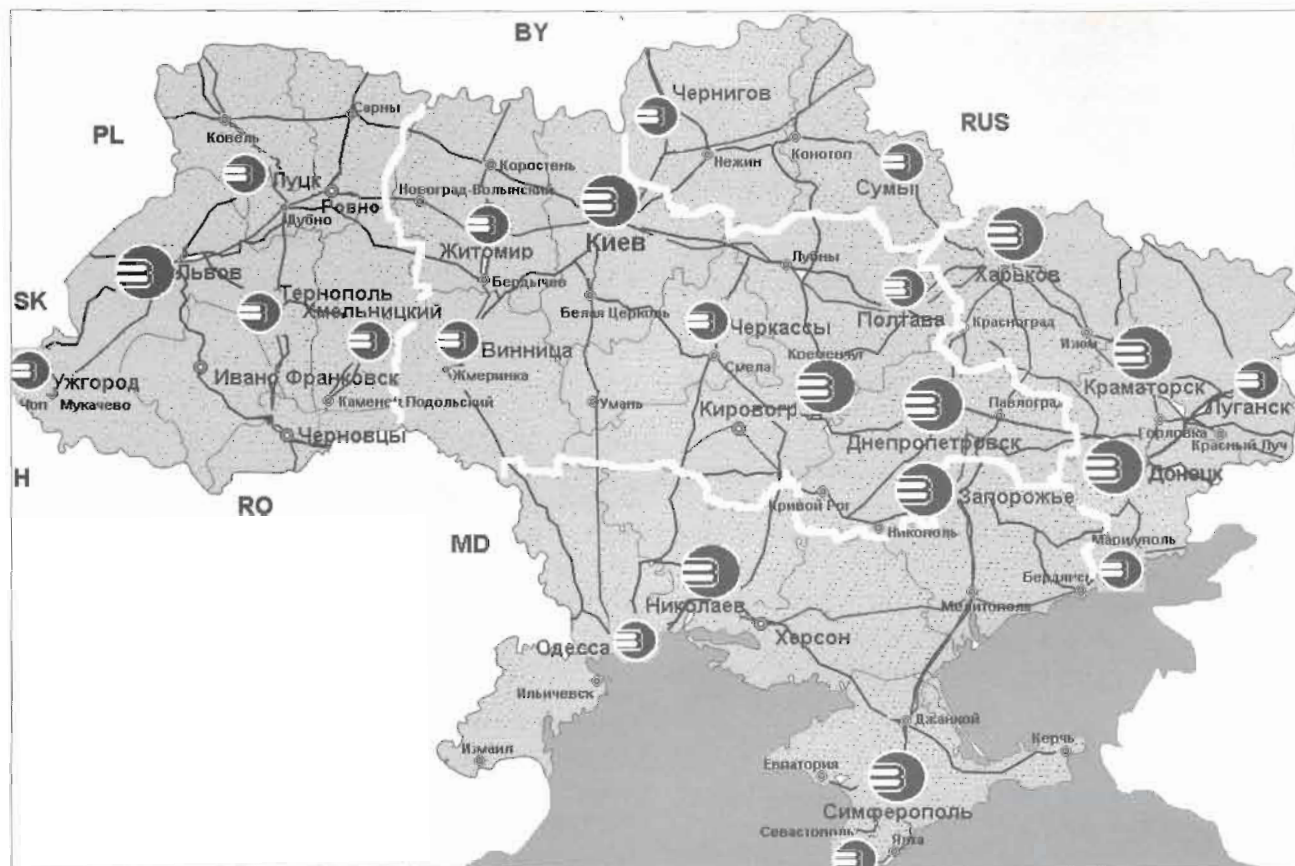 BY
Чернигов
RUS
Сарны
PL
Ковель
Нежин
Конотоп
Коростень
Сумы
Луцк
Новоград-Волынский
Ровно
Дубно
Киев
Житомир
Харьков
Львов
Лубны
Бердычев
SK
Тернополь
Хмельницкий
Белая Церковь
Полтава
Черкассы
Красноград
Кременчуг
Изюм
Винница
Смела
Ужгород
Ивано Франковск
Жмеринка
Краматорск
Чоп
Мукачево
Каменец Подольский
Умань
Кировоград
Павлоград
Луганск
Черновцы
Днепропетровск
Горловка
Красный Луч
H
Донецк
RO
Кривой Рог
Запорожье
Никополь
MD
Мариуполь
Бердянск
Николаев
Мелитополь
Херсон
Одесса
Ильичевск
Джанкой
Керчь
Измаил
Евпатория
Симферополь
Севастополь
Ялта